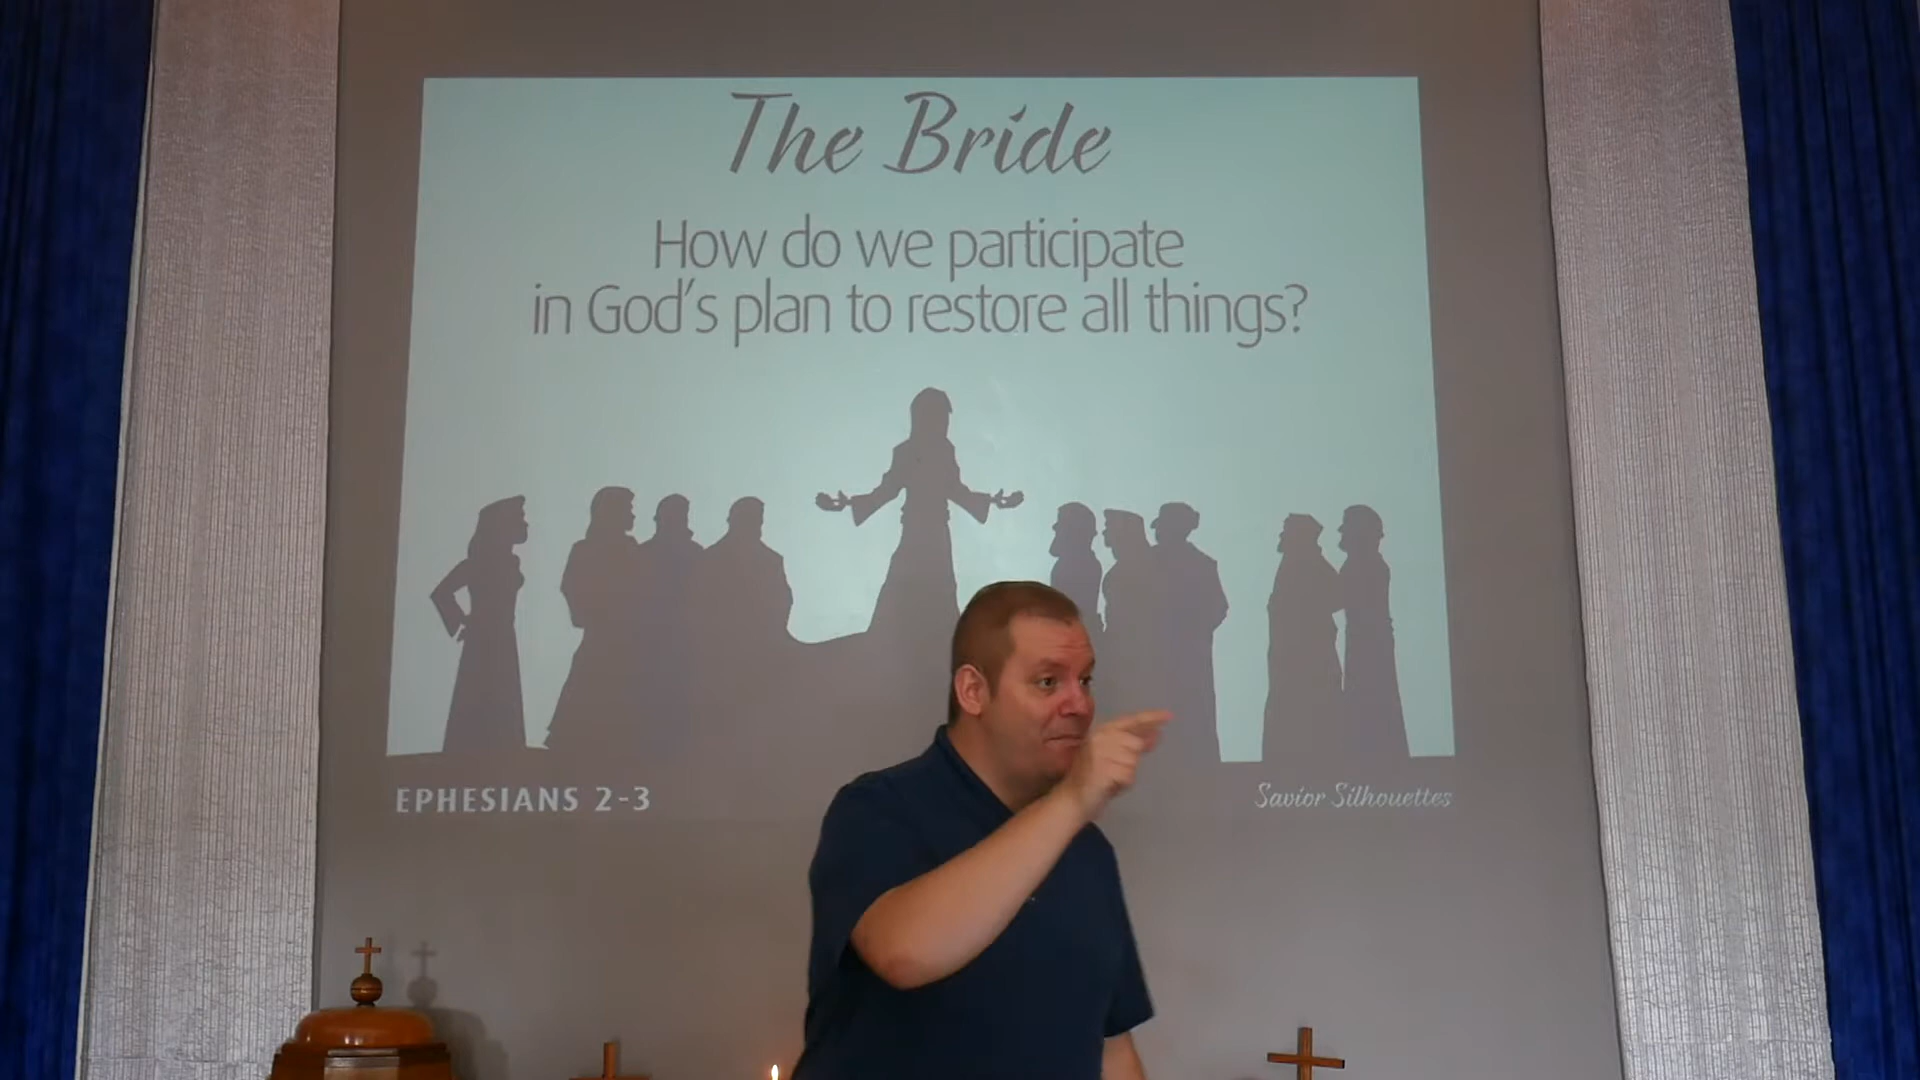 The Bride
How do we participate
in God's plan to restore all things?
EPHESIANS 2-3
Savior Silhouettes